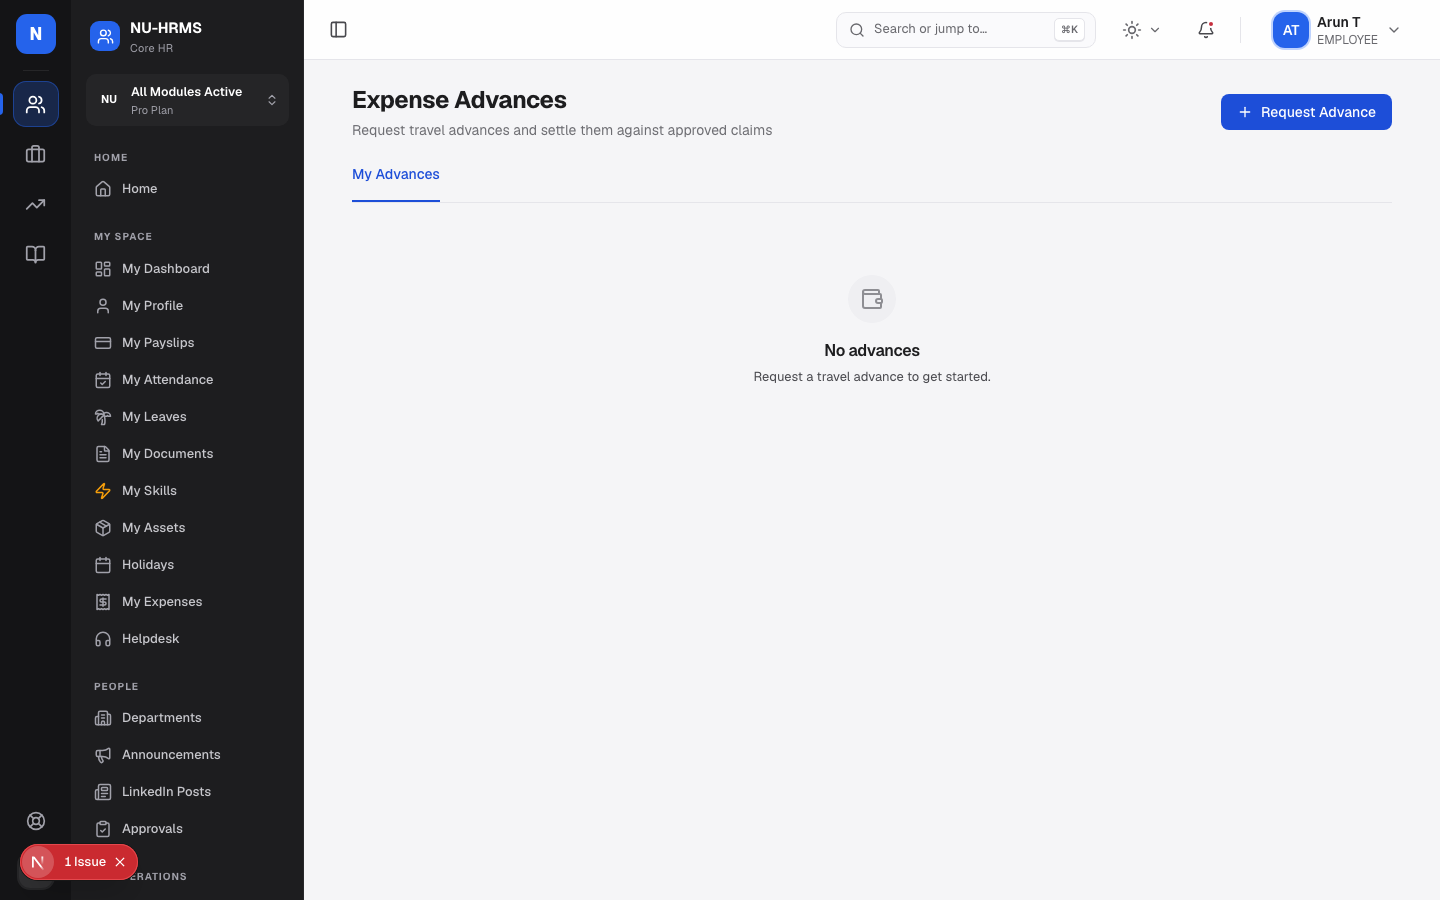 N
NU-HRMS
Core HR
NU
All Modules Active
Pro Plan
HOME
Home
MY SPACE
My Dashboard
My Profile
My Payslips
My Attendance
My Leaves
My Documents
My Skills
My Assets
Holidays
My Expenses
Helpdesk
PEOPLE
Departments
Announcements
LinkedIn Posts
Approvals
ERATIONS
N
1 Issue
Search or jump to...
⌘K
AT
Arun T
EMPLOYEE
Expense Advances
Request travel advances and settle them against approved claims
Request Advance
My Advances
No advances
Request a travel advance to get started.